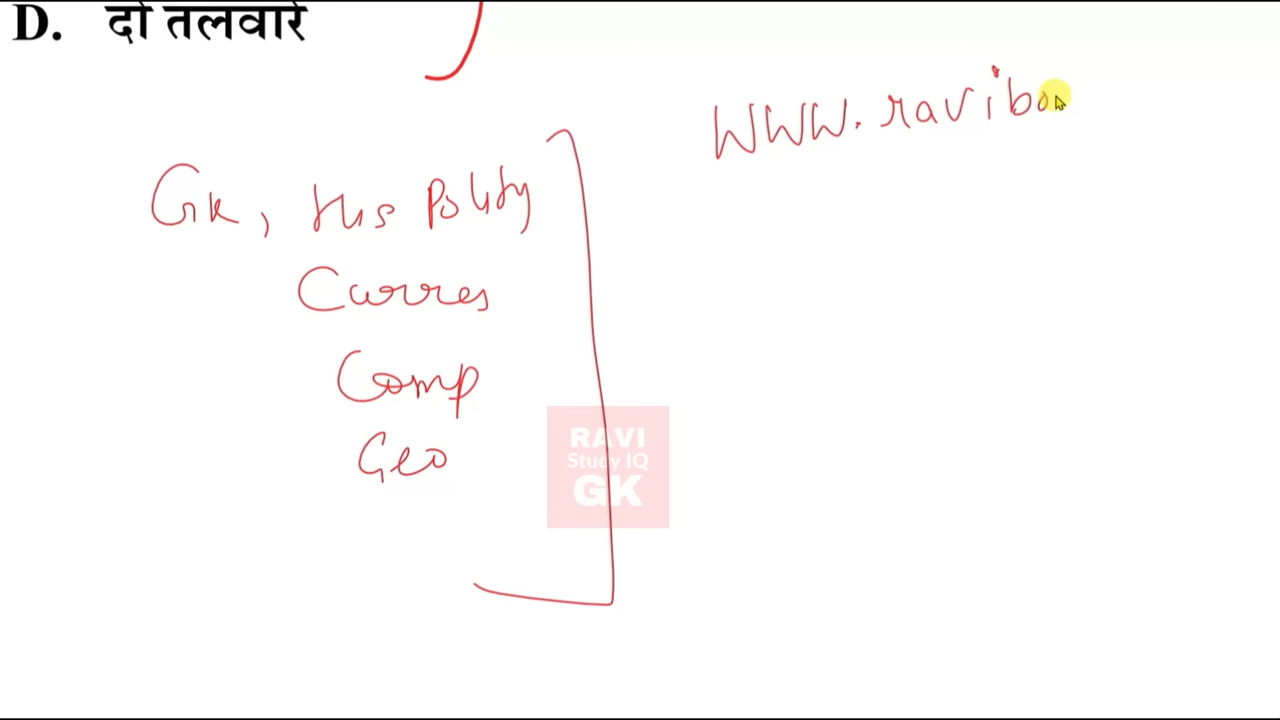 D. दो तलवारे
www.ravibo
GK, His Polity
Curres
Comp
Geo
RAVI
Study IQ
GK